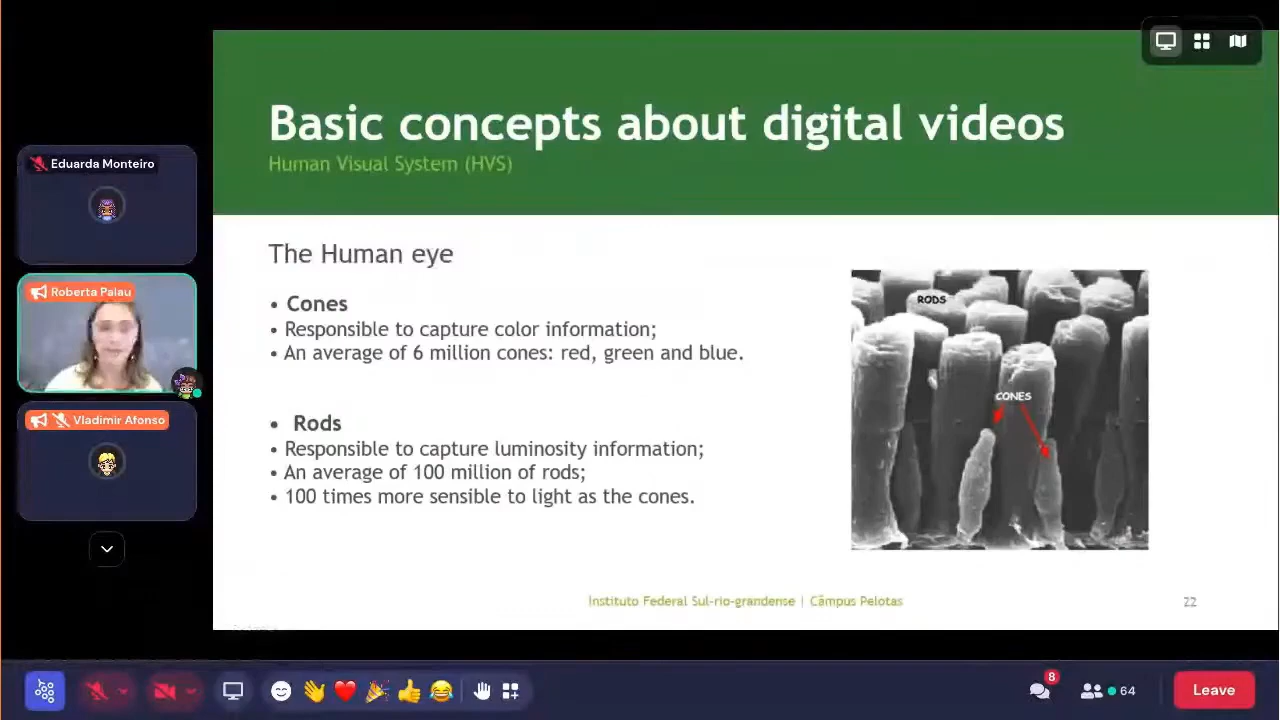 Basic concepts about digital videos
Human Visual System (HVS)
Eduarda Monteiro
Roberta Palau
Vladimir Afonso
The Human eye
• Cones
• Responsible to capture color information;
• An average of 6 million cones: red, green and blue.
• Rods
• Responsible to capture luminosity information;
• An average of 100 million of rods;
• 100 times more sensible to light as the cones.
RODS
CONES
Instituto Federal Sul-rio-grandense | Câmpus Pelotas
22
8
64
Leave